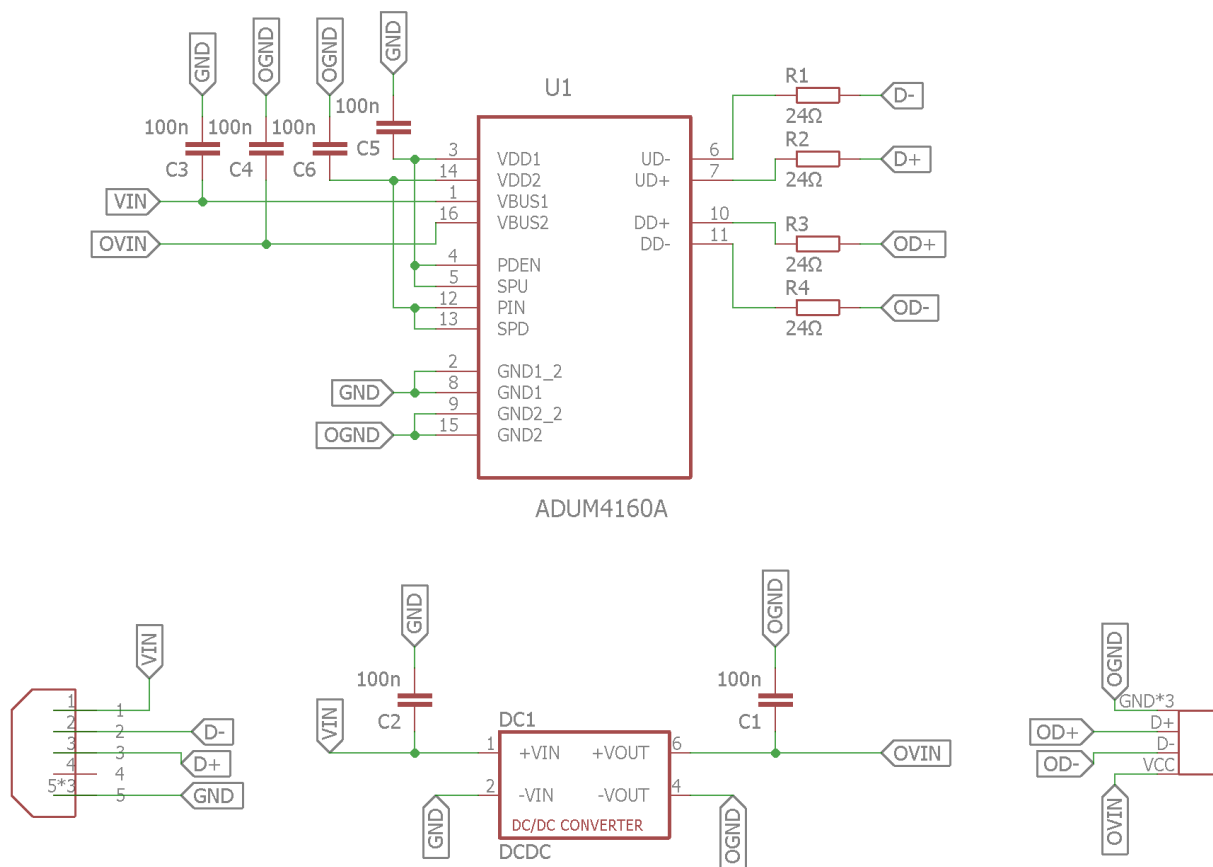 GND
OGND
OGND
GND
100n
100n
100n
100n
C3
C4
C6
C5
VIN
OVIN
U1
3 VDD1
14 VDD2
1 VBUS1
16 VBUS2
4 PDEN
5 SPU
12 PIN
13 SPD
2 GND1_2
8 GND1
9 GND2_2
15 GND2
GND
OGND
UD- 6
UD+ 7
DD+ 10
DD- 11
R1
24Ω
D-
R2
24Ω
D+
R3
24Ω
OD+
R4
24Ω
OD-
ADUM4160A
VIN
1 1
2 2
D-
3 3
D+
4 4
5*3 5
GND
GND
100n
C2
VIN
DC1
1 +VIN
+VOUT 6
2 -VIN
-VOUT 4
DC/DC CONVERTER
DCDC
GND
OGND
OGND
100n
C1
OVIN
OGND
GND*3
OD+
D+
OD-
D-
VCC
OVIN